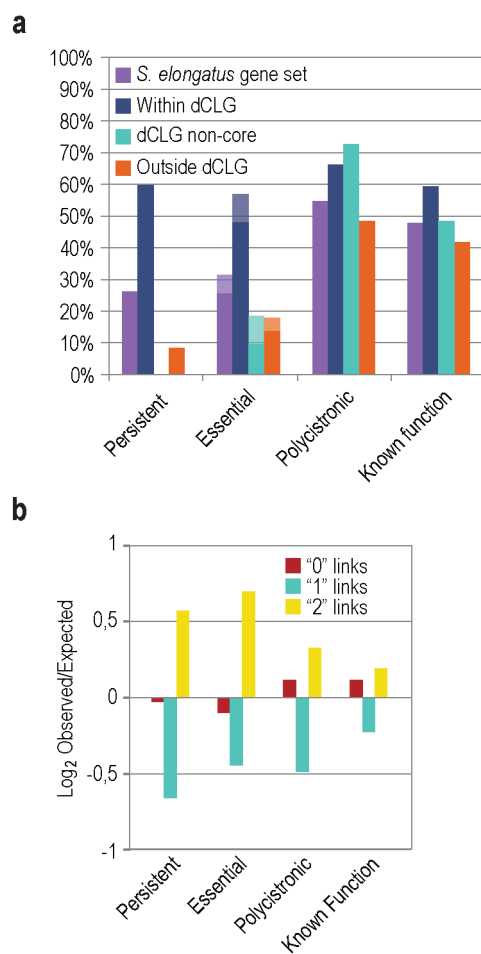 a
100%
90%
80%
70%
60%
50%
40%
30%
20%
10%
0%
S. elongatus gene set
Within dCLG
dCLG non-core
Outside dCLG
Persistent
Essential
Polycistronic
Known function
b
Log2 Observed/Expected
1
0,5
0
-0,5
-1
"0" links
"1" links
"2" links
Persistent
Essential
Polycistronic
Known Function